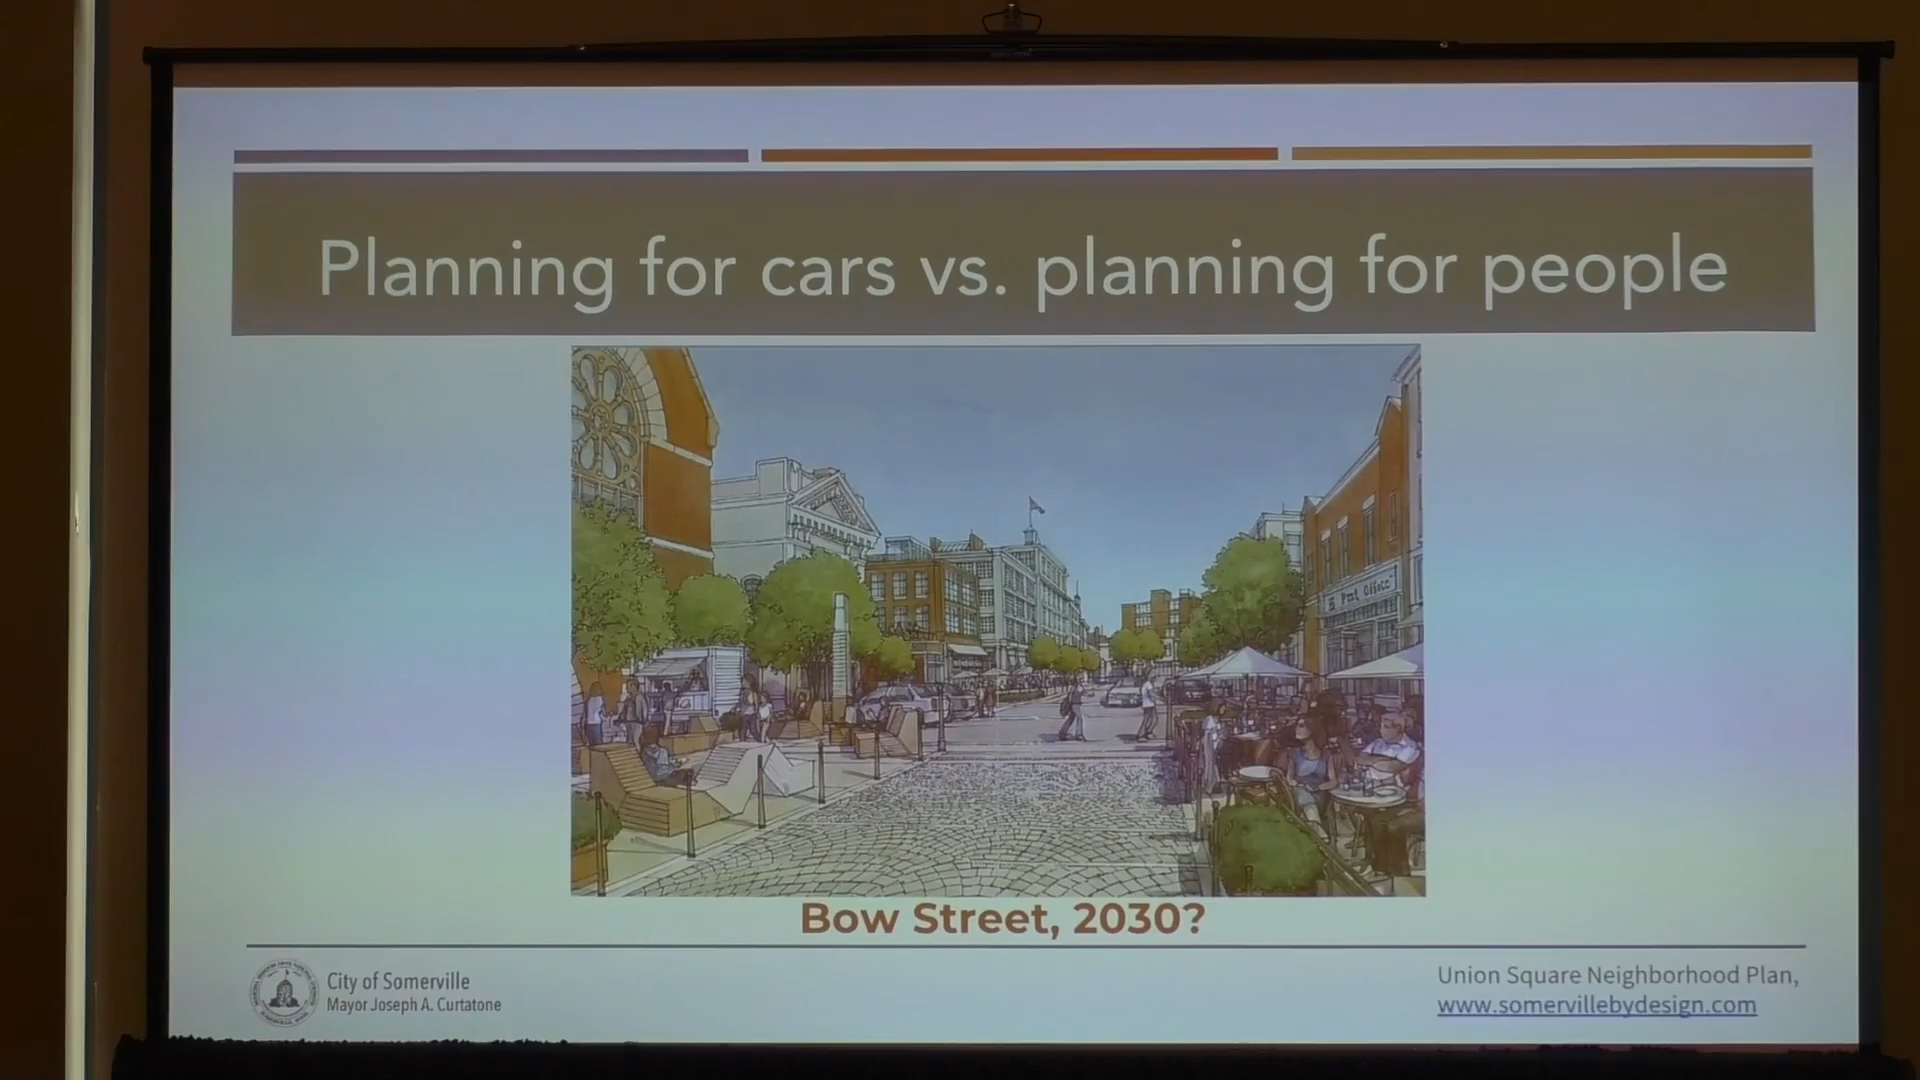 Planning for cars vs. planning for people
Post Office
Bow Street, 2030?
City of Somerville
Mayor Joseph A. Curtatone
Union Square Neighborhood Plan,
www.somervillebydesign.com